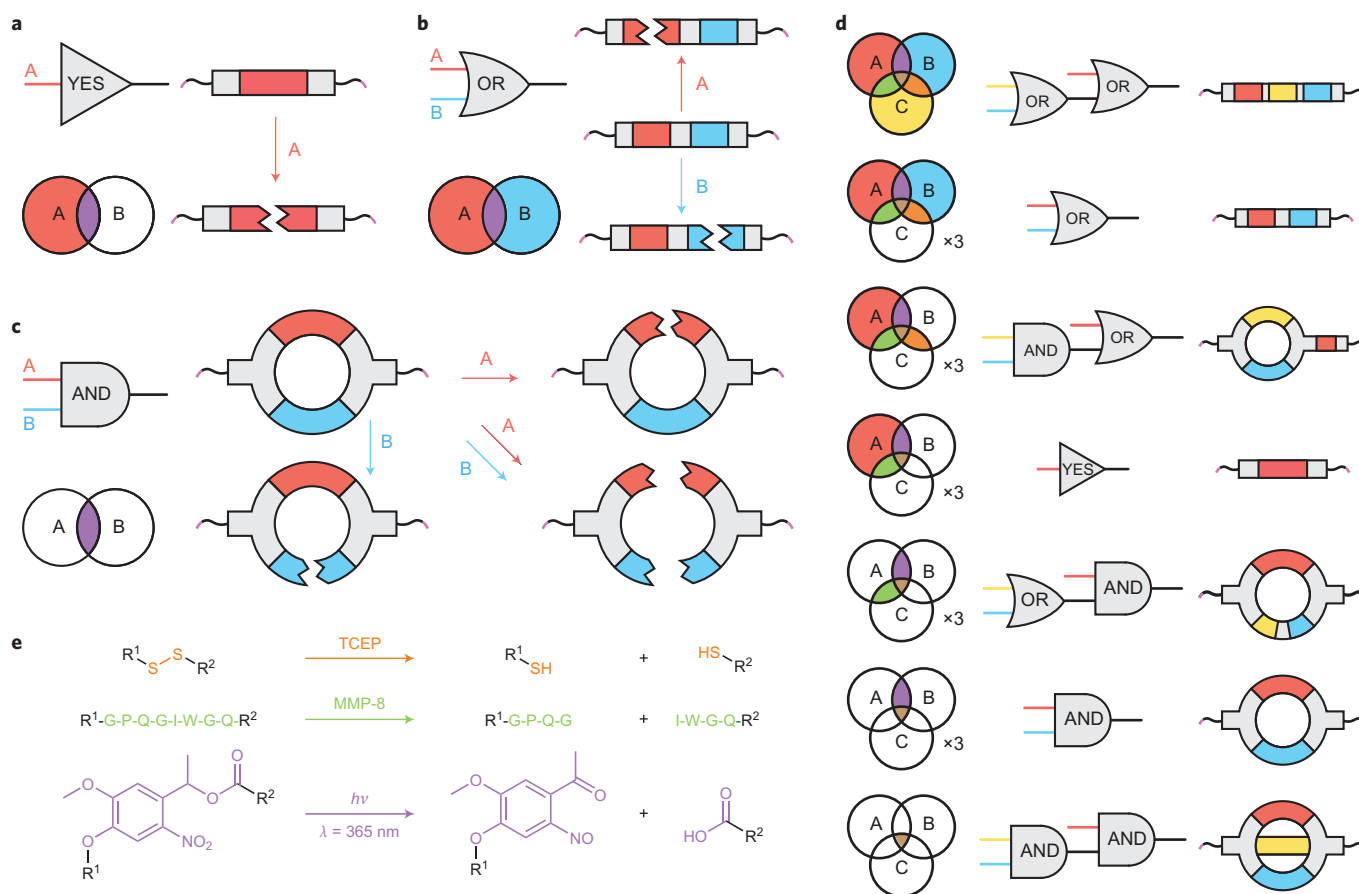 a
A
YES
A
A B
b
A
B
OR
A
B
A B
c
A
B
AND
A
B
A
B
A B
d
A B
C
OR
OR
A B
C
×3
OR
A B
C
×3
AND
OR
A B
C
×3
YES
A B
C
×3
OR
AND
A B
C
×3
AND
A B
C
AND
AND
e
R¹ S S R²
TCEP
R¹ SH + HS R²
R¹-G-P-Q-G-I-W-G-Q-R²
MMP-8
R¹-G-P-Q-G + I-W-G-Q-R²
O O O R² NO₂ O R¹
hν
λ = 365 nm
O O NO O R¹ + O HO R²